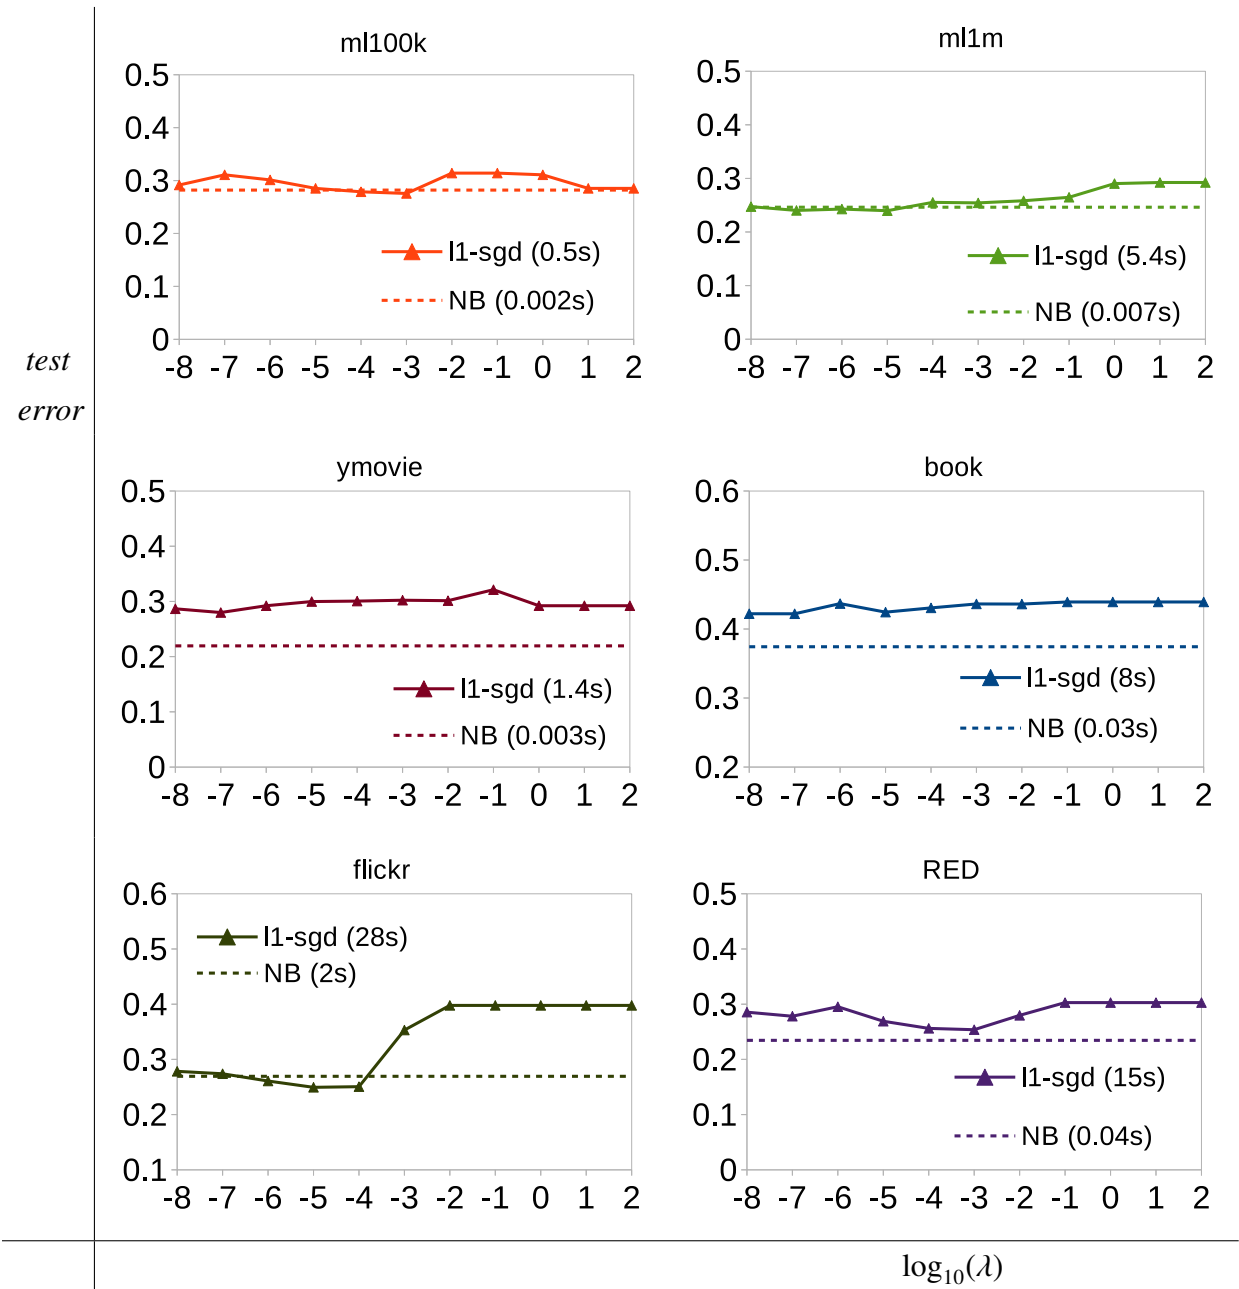 test
error
ml100k
0.5
0.4
0.3
0.2
0.1
0
-8 -7 -6 -5 -4 -3 -2 -1 0 1 2
l1-sgd (0.5s)
NB (0.002s)
ml1m
0.5
0.4
0.3
0.2
0.1
0
-8 -7 -6 -5 -4 -3 -2 -1 0 1 2
l1-sgd (5.4s)
NB (0.007s)
ymovie
0.5
0.4
0.3
0.2
0.1
0
-8 -7 -6 -5 -4 -3 -2 -1 0 1 2
l1-sgd (1.4s)
NB (0.003s)
book
0.6
0.5
0.4
0.3
0.2
-8 -7 -6 -5 -4 -3 -2 -1 0 1 2
l1-sgd (8s)
NB (0.03s)
flickr
0.6
0.5
0.4
0.3
0.2
0.1
-8 -7 -6 -5 -4 -3 -2 -1 0 1 2
l1-sgd (28s)
NB (2s)
RED
0.5
0.4
0.3
0.2
0.1
0
-8 -7 -6 -5 -4 -3 -2 -1 0 1 2
l1-sgd (15s)
NB (0.04s)
log₁₀(λ)